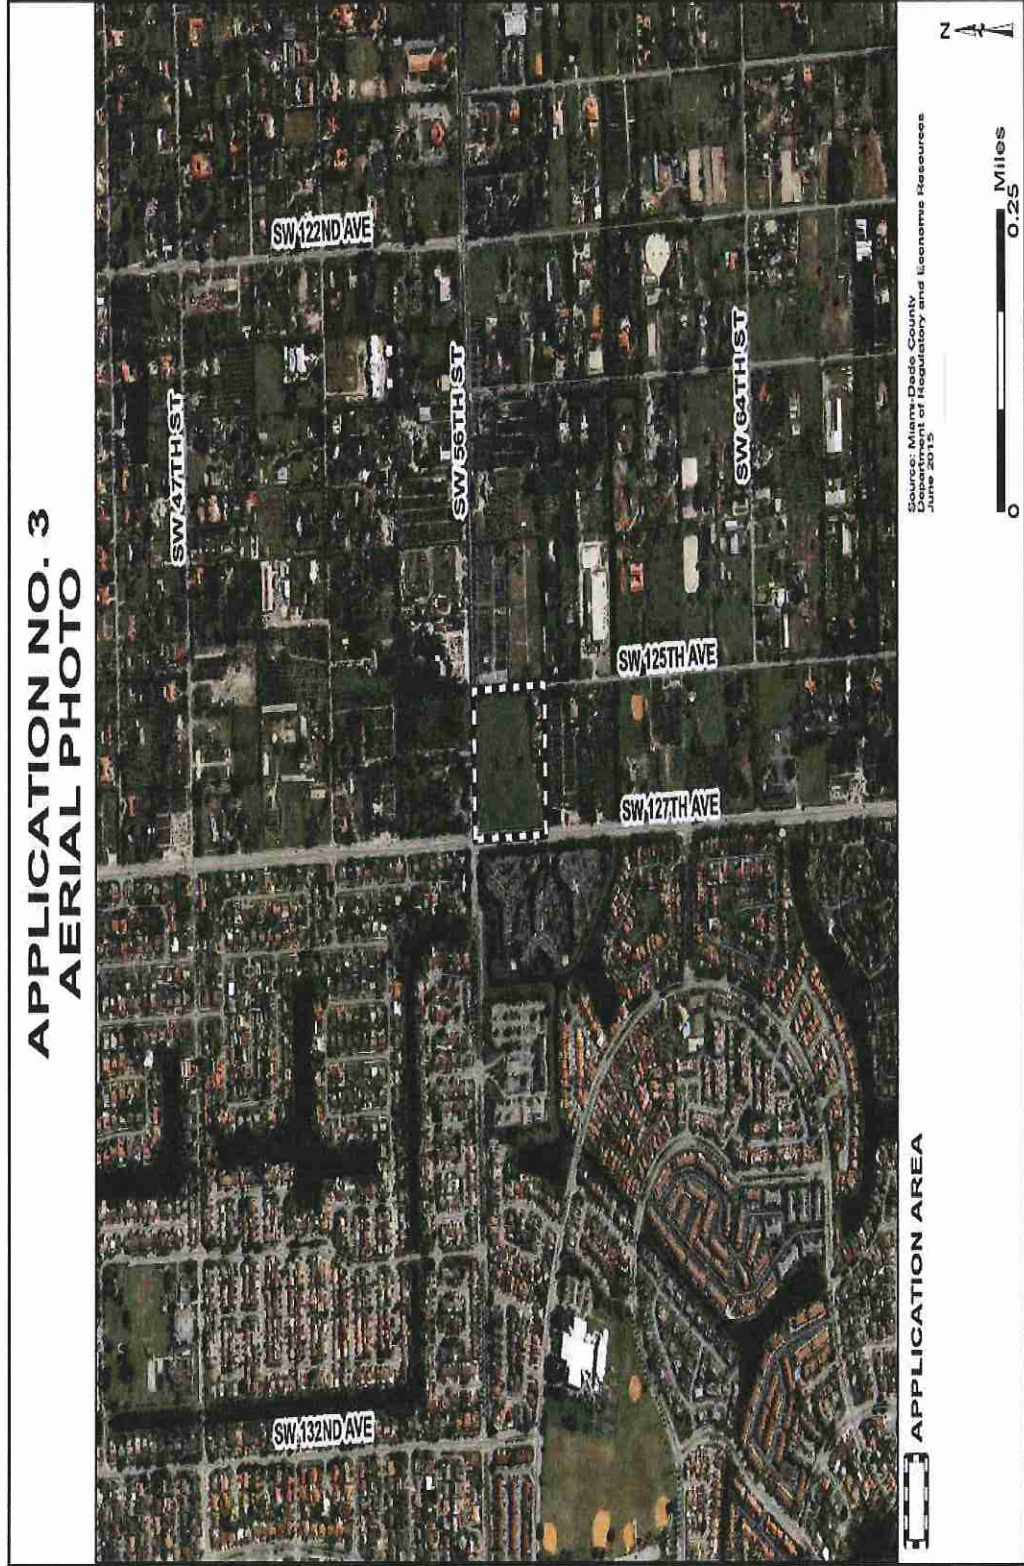 APPLICATION NO. 3
AERIAL PHOTO
SW 47TH ST
SW 56TH ST
SW 64TH ST
SW 122ND AVE
SW 125TH AVE
SW 127TH AVE
SW 132ND AVE
APPLICATION AREA
Source: Miami-Dade County
Department of Regulatory and Economic Resources
June 2015
0 0.25 Miles
N